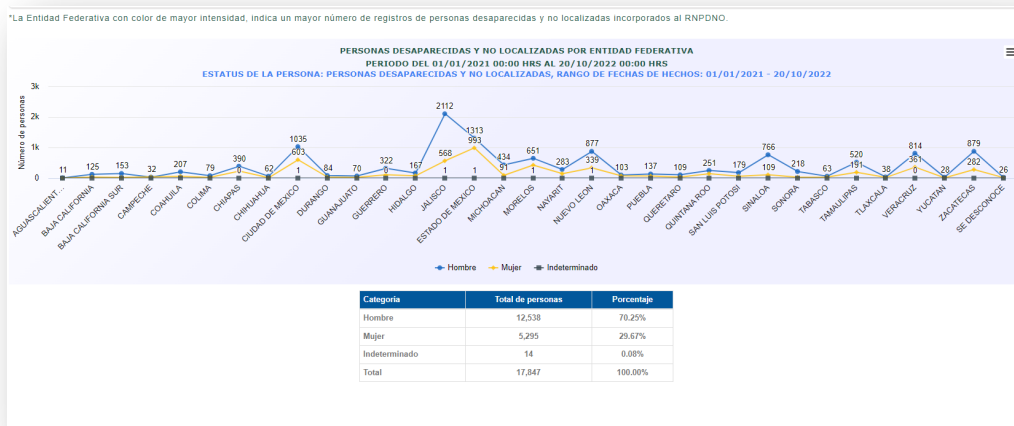 *La Entidad Federativa con color de mayor intensidad, indica un mayor número de registros de personas desaparecidas y no localizadas incorporados al RNPDNO.
PERSONAS DESAPARECIDAS Y NO LOCALIZADAS POR ENTIDAD FEDERATIVA
PERIODO DEL 01/01/2021 00:00 HRS AL 20/10/2022 00:00 HRS
ESTATUS DE LA PERSONA: PERSONAS DESAPARECIDAS Y NO LOCALIZADAS, RANGO DE FECHAS DE HECHOS: 01/01/2021 - 20/10/2022
Número de personas
3k
2k
1k
0
11 125 153 32 207 79 390 62 1035 84 70 322 167 2112 1313 434 651 283 877 103 137 109 251 179 766 218 63 520 38 814 28 879 26
603 568 993 91 339 109 191 361 282
1 0 1 1 1 1 0
AGUASCALIENT...
BAJA CALIFORNIA
BAJA CALIFORNIA SUR
CAMPECHE
COAHUILA
COLIMA
CHIAPAS
CHIHUAHUA
CIUDAD DE MEXICO
DURANGO
GUANAJUATO
GUERRERO
HIDALGO
JALISCO
ESTADO DE MEXICO
MICHOACAN
MORELOS
NAYARIT
NUEVO LEON
OAXACA
PUEBLA
QUERETARO
QUINTANA ROO
SAN LUIS POTOSI
SINALOA
SONORA
TABASCO
TAMAULIPAS
TLAXCALA
VERACRUZ
YUCATAN
ZACATECAS
SE DESCONOCE
Hombre Mujer Indeterminado
Categoria Total de personas Porcentaje
Hombre 12,538 70.25%
Mujer 5,295 29.67%
Indeterminado 14 0.08%
Total 17,847 100.00%